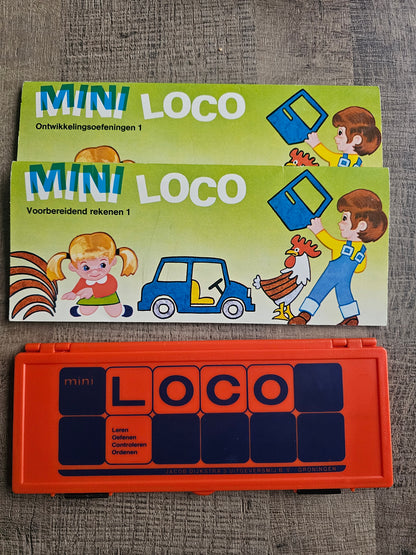 MINI LOCO
Ontwikkelingsoefeningen 1
MINI LOCO
Voorbereidend rekenen 1
mini LOCO
Leren
Oefenen
Controleren
Ordenen
JACOB DIJKSTRA'S UITGEVERSMIJ B.V. GRONINGEN